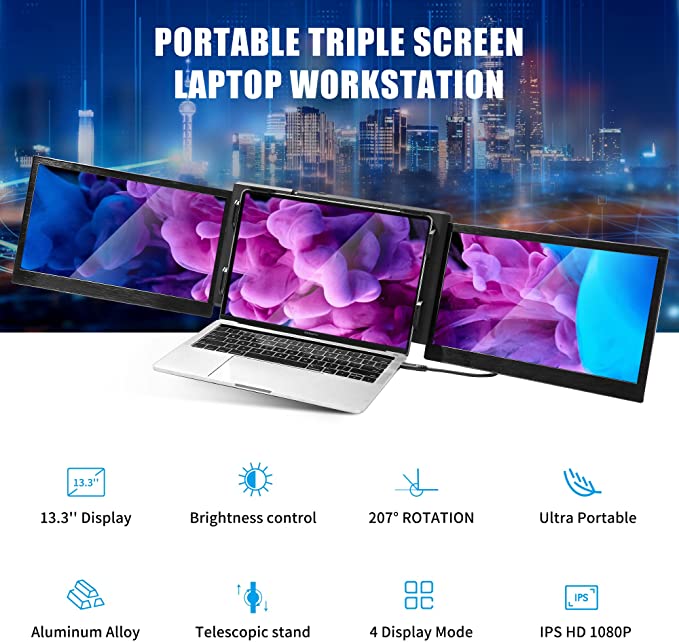 PORTABLE TRIPLE SCREEN
LAPTOP WORKSTATION
13.3''
13.3'' Display
Brightness control
207° ROTATION
Ultra Portable
Aluminum Alloy
Telescopic stand
4 Display Mode
IPS
IPS HD 1080P